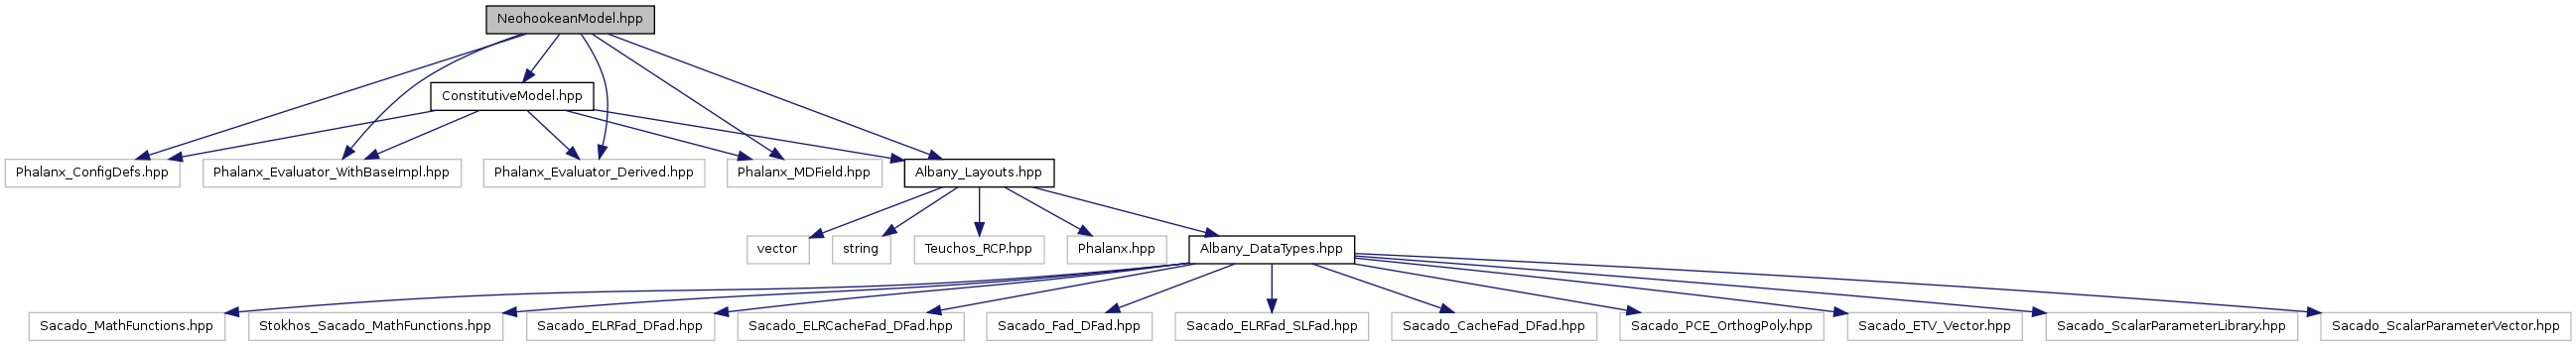 NeohookeanModel.hpp
ConstitutiveModel.hpp
Phalanx_ConfigDefs.hpp
Phalanx_Evaluator_WithBaseImpl.hpp
Phalanx_Evaluator_Derived.hpp
Phalanx_MDField.hpp
Albany_Layouts.hpp
vector
string
Teuchos_RCP.hpp
Phalanx.hpp
Albany_DataTypes.hpp
Sacado_MathFunctions.hpp
Stokhos_Sacado_MathFunctions.hpp
Sacado_ELRFad_DFad.hpp
Sacado_ELRCacheFad_DFad.hpp
Sacado_Fad_DFad.hpp
Sacado_ELRFad_SLFad.hpp
Sacado_CacheFad_DFad.hpp
Sacado_PCE_OrthogPoly.hpp
Sacado_ETV_Vector.hpp
Sacado_ScalarParameterLibrary.hpp
Sacado_ScalarParameterVector.hpp